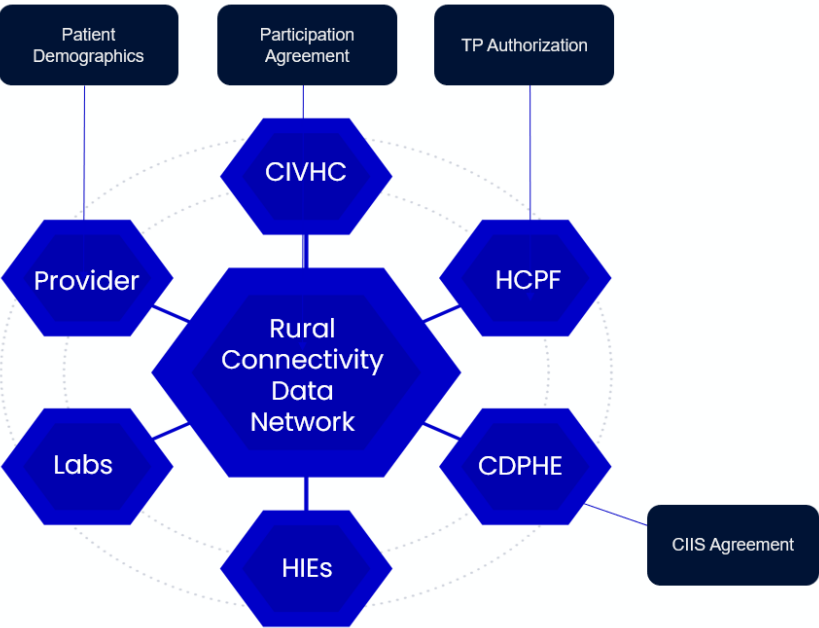 Patient
Demographics
Participation
Agreement
TP Authorization
CIVHC
Provider
HCPF
Rural
Connectivity
Data
Network
Labs
CDPHE
HIEs
CIIS Agreement